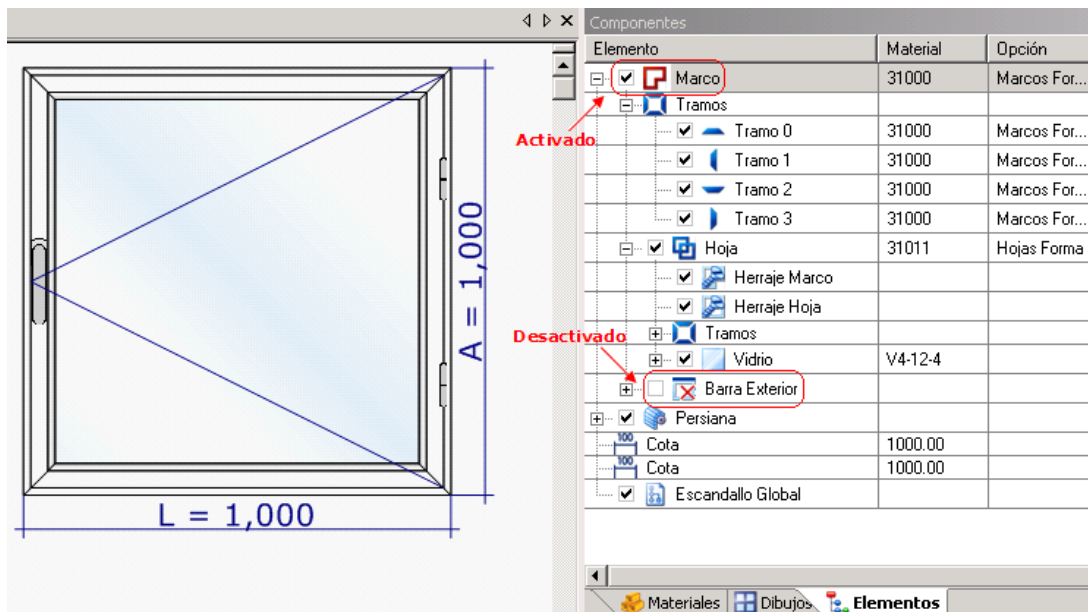 Componentes
Elemento Material Opción
Marco 31000 Marcos For...
Tramos
Activado
Tramo 0 31000 Marcos For...
Tramo 1 31000 Marcos For...
Tramo 2 31000 Marcos For...
Tramo 3 31000 Marcos For...
Hoja 31011 Hojas Forma
Herraje Marco
Herraje Hoja
Desactivado
Tramos
Vidrio V4-12-4
Barra Exterior
Persiana
100 Cota 1000.00
100 Cota 1000.00
Escandallo Global
A = 1,000
L = 1,000
Materiales Dibujos Elementos